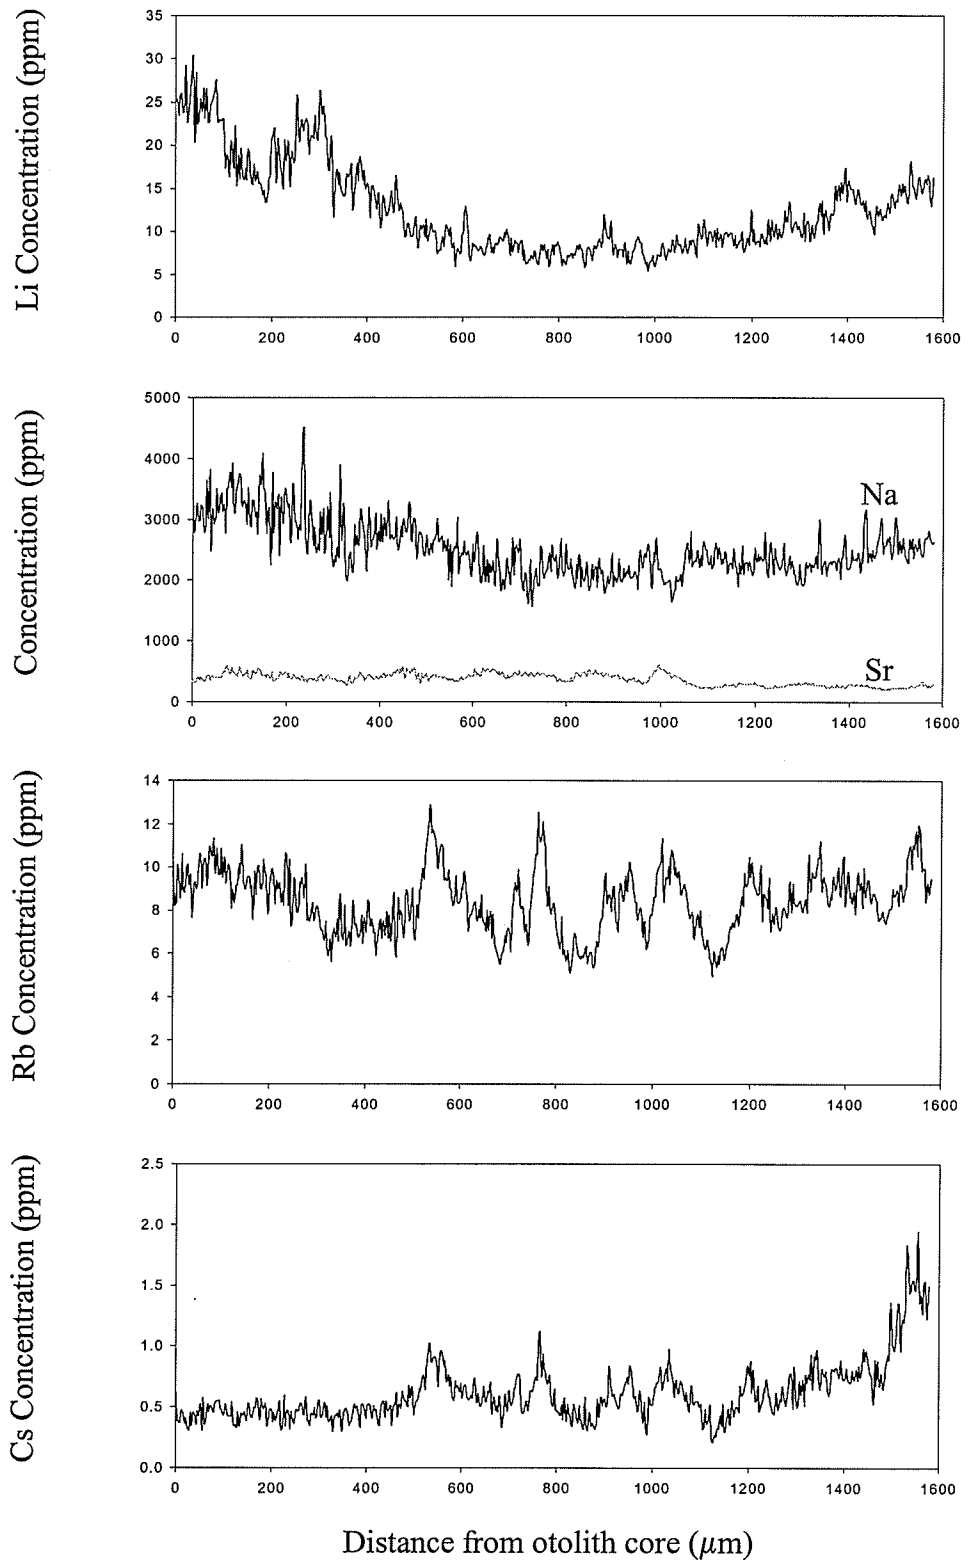 Li Concentration (ppm)
35
30
25
20
15
10
5
0
0 200 400 600 800 1000 1200 1400 1600
Concentration (ppm)
5000
4000
3000
2000
1000
0
Na
Sr
0 200 400 600 800 1000 1200 1400 1600
Rb Concentration (ppm)
14
12
10
8
6
4
2
0
0 200 400 600 800 1000 1200 1400 1600
Cs Concentration (ppm)
2.5
2.0
1.5
1.0
0.5
0.0
0 200 400 600 800 1000 1200 1400 1600
Distance from otolith core (μm)